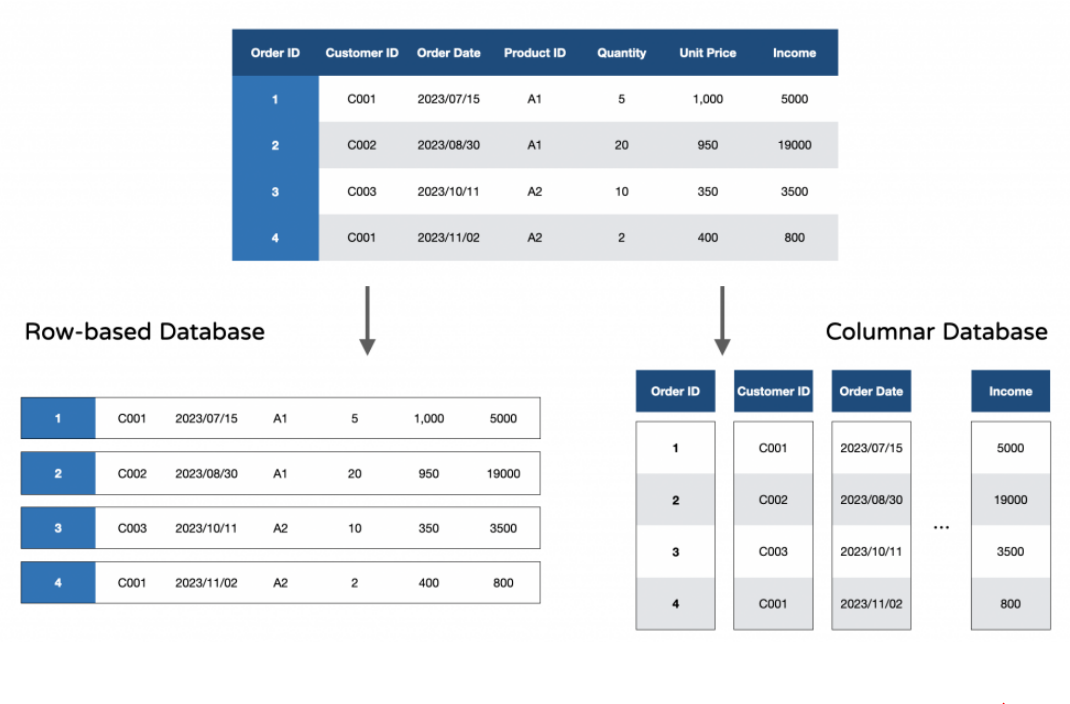 Order ID Customer ID Order Date Product ID Quantity Unit Price Income
1 C001 2023/07/15 A1 5 1,000 5000
2 C002 2023/08/30 A1 20 950 19000
3 C003 2023/10/11 A2 10 350 3500
4 C001 2023/11/02 A2 2 400 800
Row-based Database
1 C001 2023/07/15 A1 5 1,000 5000
2 C002 2023/08/30 A1 20 950 19000
3 C003 2023/10/11 A2 10 350 3500
4 C001 2023/11/02 A2 2 400 800
Columnar Database
Order ID Customer ID Order Date Income
1 C001 2023/07/15 5000
2 C002 2023/08/30 19000
...
3 C003 2023/10/11 3500
4 C001 2023/11/02 800